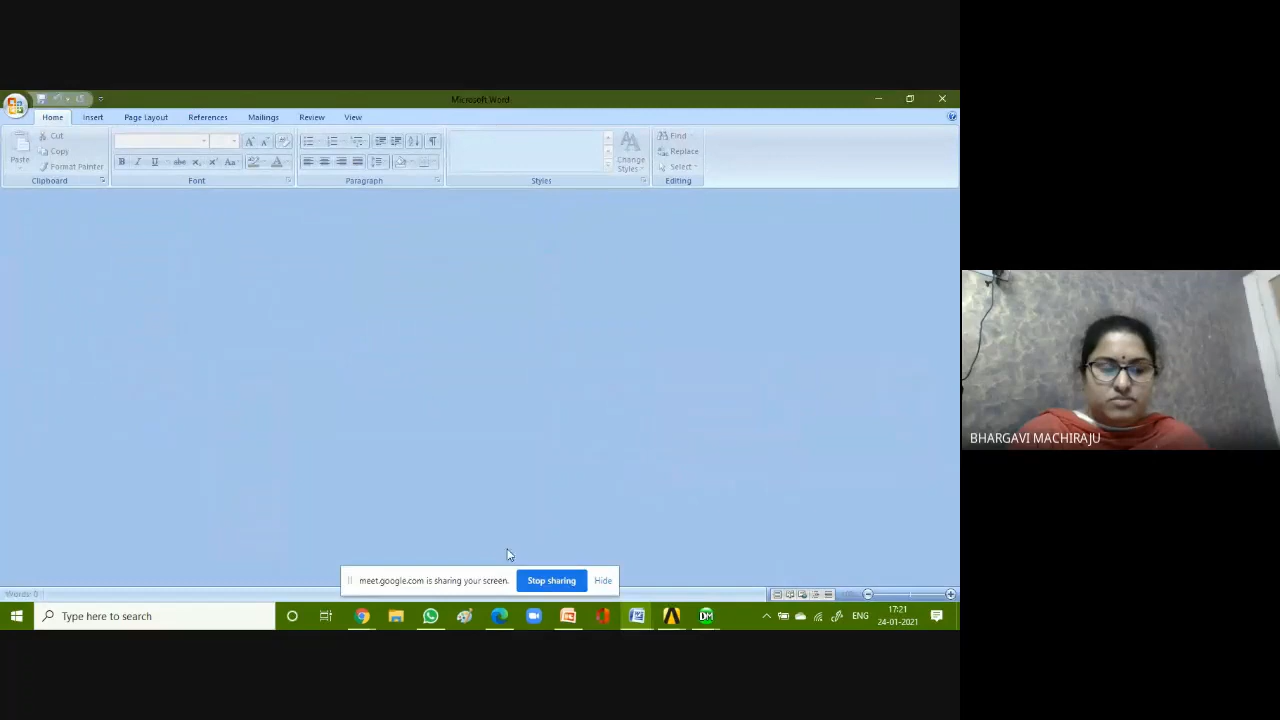 Microsoft Word
Home Insert Page Layout References Mailings Review View
Paste
Cut
Copy
Format Painter
Clipboard
Font
Paragraph
Change
Styles
Styles
Find
Replace
Select
Editing
meet.google.com is sharing your screen.
Stop sharing
Hide
Words: 0
Type here to search
ENG
17:21
24-01-2021
BHARGAVI MACHIRAJU